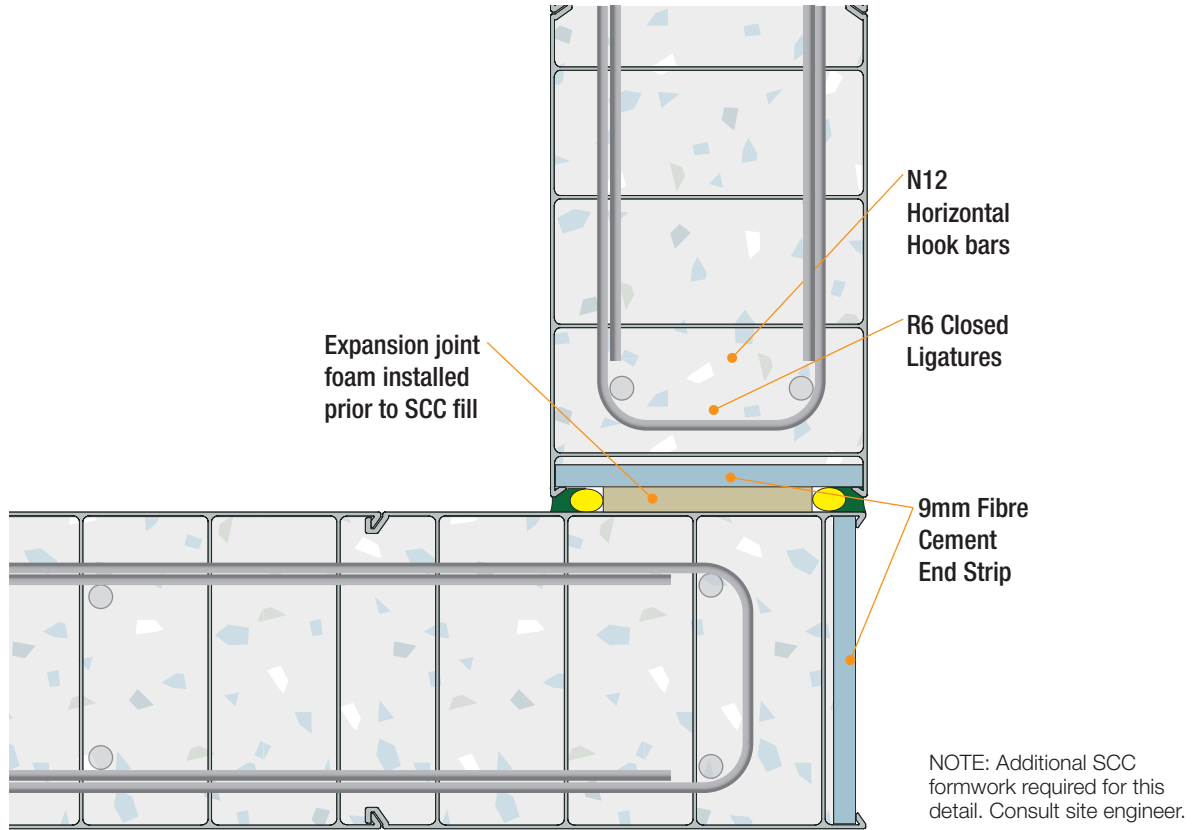 N12
Horizontal
Hook bars
R6 Closed
Ligatures
Expansion joint
foam installed
prior to SCC fill
9mm Fibre
Cement
End Strip
NOTE: Additional SCC
formwork required for this
detail. Consult site engineer.